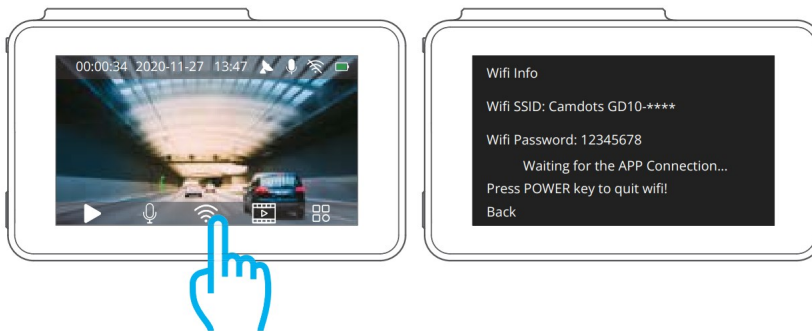 00:00:34 2020-11-27 13:47
Wifi Info
Wifi SSID: Camdots GD10-****
Wifi Password: 12345678
Waiting for the APP Connection...
Press POWER key to quit wifi!
Back